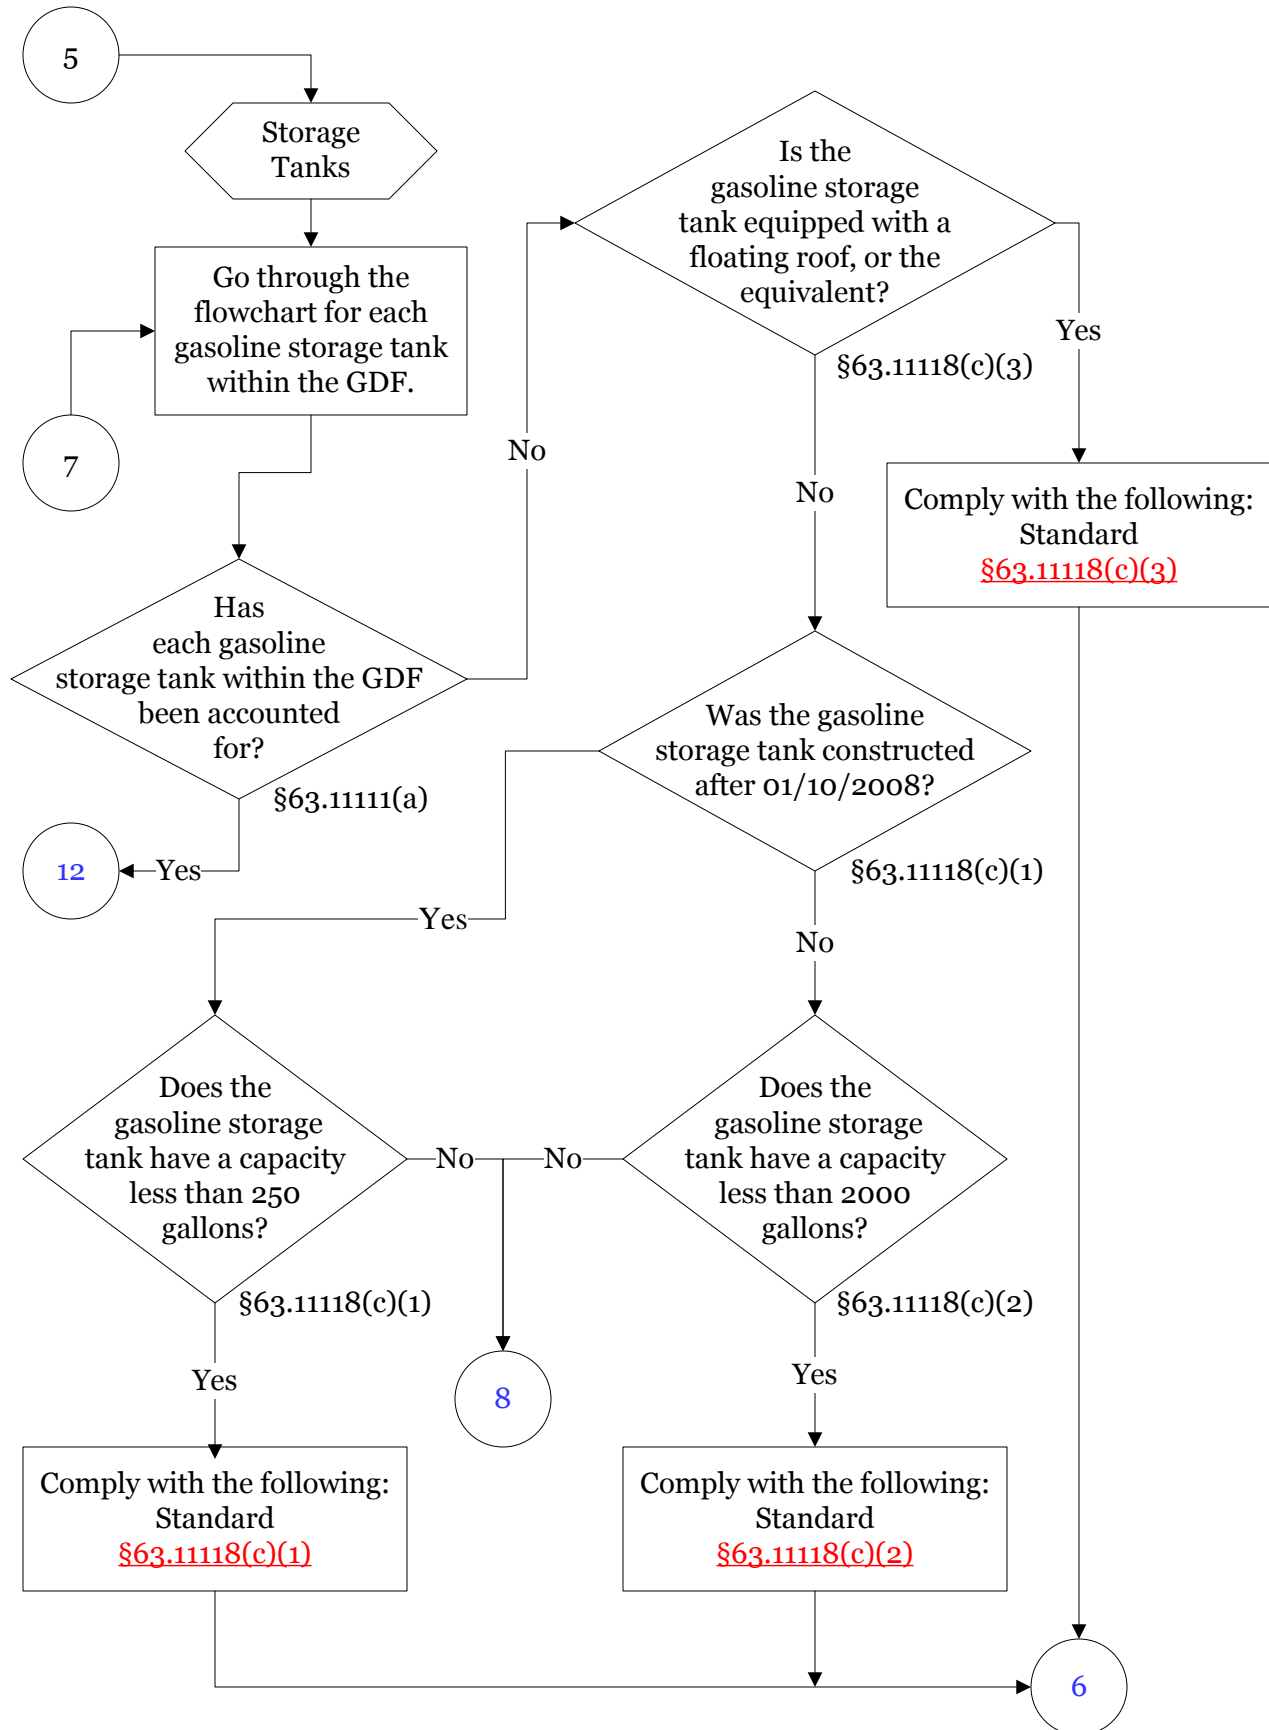 5
Storage
Tanks
Go through the
flowchart for each
gasoline storage tank
within the GDF.
7
Has
each gasoline
storage tank within the GDF
been accounted
for?
§63.11111(a)
Yes
12
No
Is the
gasoline storage
tank equipped with a
floating roof, or the
equivalent?
§63.11118(c)(3)
Yes
Comply with the following:
Standard
§63.11118(c)(3)
No
Was the gasoline
storage tank constructed
after 01/10/2008?
§63.11118(c)(1)
Yes
No
Does the
gasoline storage
tank have a capacity
less than 250
gallons?
§63.11118(c)(1)
No
No
Does the
gasoline storage
tank have a capacity
less than 2000
gallons?
§63.11118(c)(2)
8
Yes
Yes
Comply with the following:
Standard
§63.11118(c)(1)
Comply with the following:
Standard
§63.11118(c)(2)
6